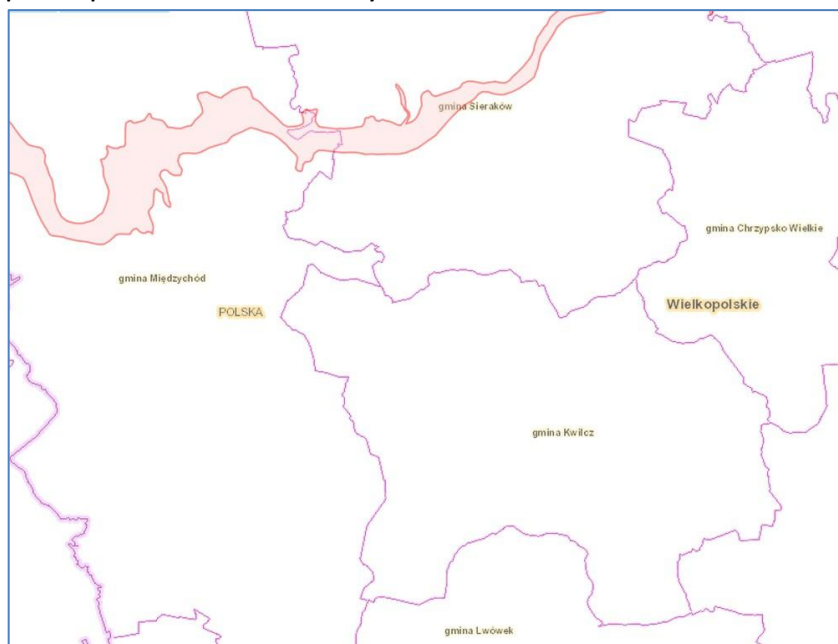 gmina Sieraków
gmina Chrzypsko Wielkie
gmina Międzychód
Wielkopolskie
POLSKA
gmina Kwilcz
gmina Lwówek